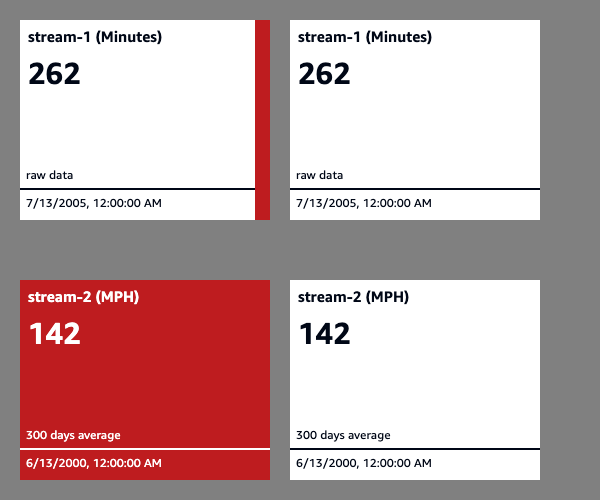 stream-1 (Minutes)
262
raw data
7/13/2005, 12:00:00 AM
stream-1 (Minutes)
262
raw data
7/13/2005, 12:00:00 AM
stream-2 (MPH)
142
300 days average
6/13/2000, 12:00:00 AM
stream-2 (MPH)
142
300 days average
6/13/2000, 12:00:00 AM